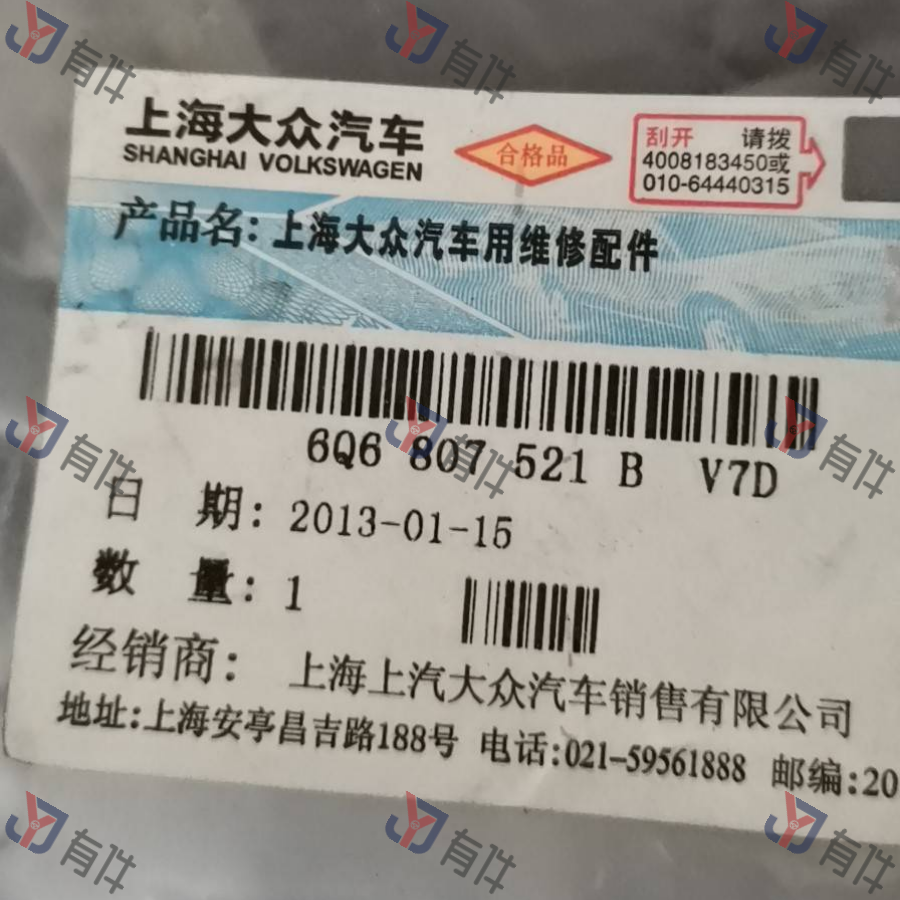 上海大众汽车
SHANGHAI VOLKSWAGEN
合格品
刮开 请拨
4008183450或
010-64440315
产品名：上海大众汽车用维修配件
6Q6 807 521 B V7D
日 期：2013-01-15
数 量：1
经销商： 上海上汽大众汽车销售有限公司
地址:上海安亭昌吉路188号 电话:021-59561888 邮编:20
有件
有件
有件
有件
有件
有件
有件
有件
有件